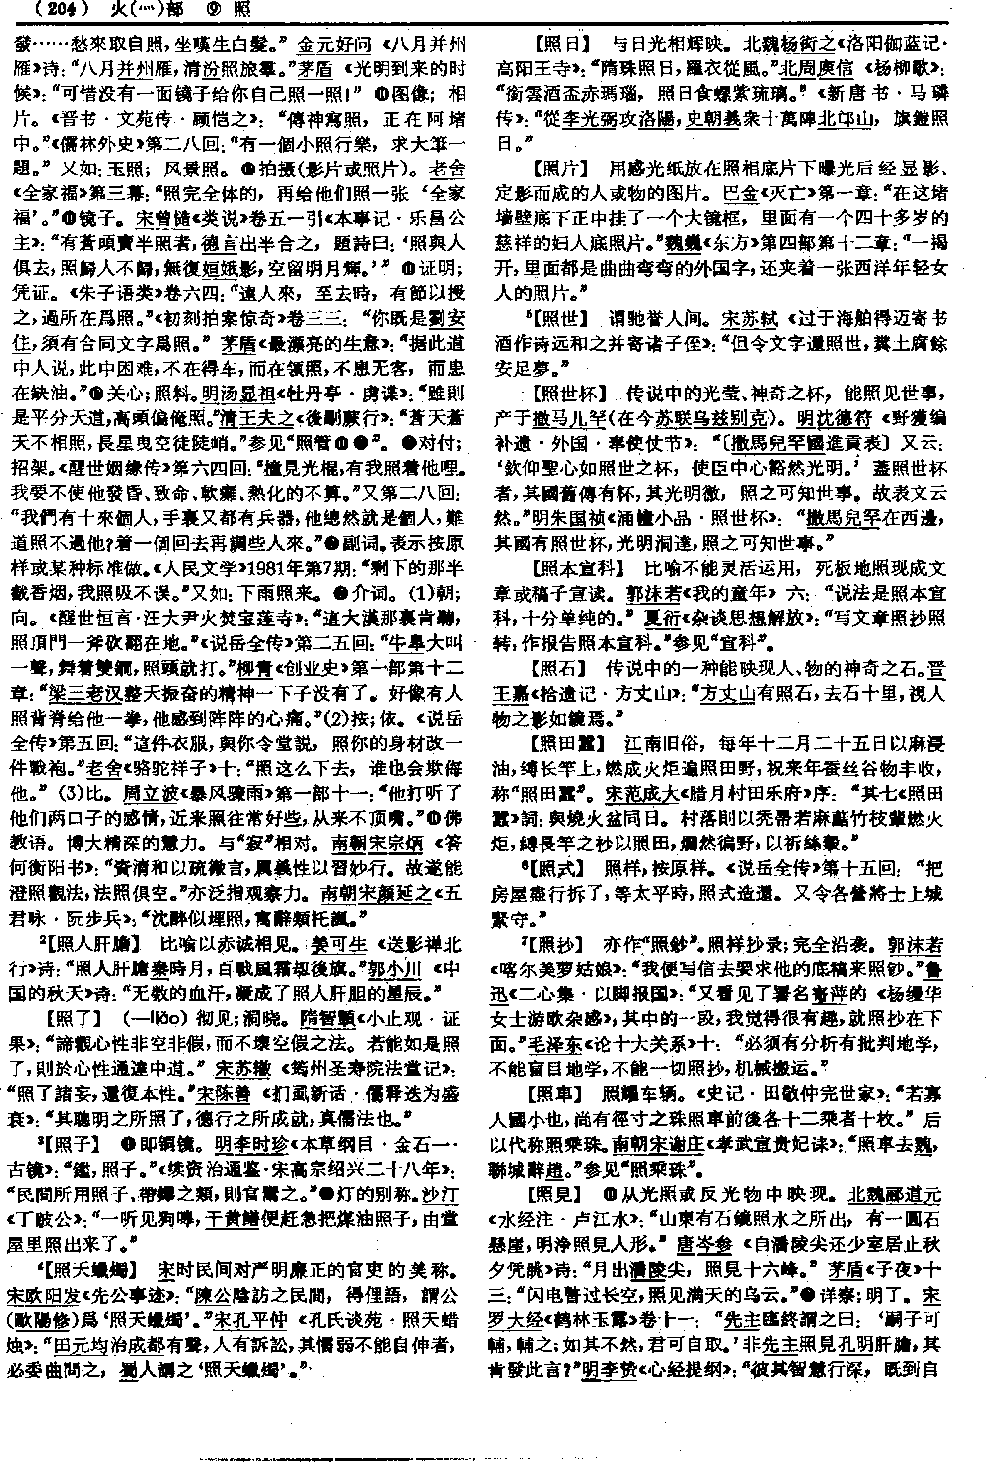 (204) 火(灬)部 ⑨ 照
發……愁來取自照，坐嘆生白髮。” 金元好问《八月并州
雁》诗：“八月并州雁，清汾照旅羣。”茅盾《光明到来的时
候》：“可惜没有一面镜子给你自己照一照！” 图像；相
片。《晋书·文苑传·顾恺之》：“傳神寫照，正在阿堵
中。”《儒林外史》第二八回：“有一個小照行樂，求大筆一
題。” 又如：玉照；风景照。拍摄(影片或照片)。老舍
《全家福》第三幕：“照完全体的，再给他们照一张‘全家
福’。”镜子。宋曾慥《类说》卷五一引《本事记·乐昌公
主》：“有蒼頭賣半照者，德言出半合之，題詩曰：‘照與人
俱去，照歸人不歸，無復姮娥影，空留明月輝。’” 证明；
凭证。《朱子语类》卷六四：“遠人來，至去時，有節以授
之，過所在爲照。”《初刻拍案惊奇》卷三三：“你既是劉安
住，須有合同文字爲照。” 茅盾《最漂亮的生意》：“据此道
中人说，此中困难，不在得车，而在领照，不患无客，而患
在缺油。”关心；照料。明汤显祖《牡丹亭·虏谍》：“雖則
是平分天道，高頭偏俺照。”清王夫之《後劚蕨行》：“蒼天蒼
天不相照，長星曳空徒陡峭。”参见“照管”。对付；
招架。《醒世姻缘传》第六四回：“撞見光棍，有我照着他哩。
我要不使他發昏、致命、軟癱、熱化的不算。”又第二八回：
“我們有十來個人，手裏又都有兵器，他總然就是個人，難
道照不過他？着一個回去再調些人來。”副词。表示按原
样或某种标准做。《人民文学》1981年第7期：“剩下的那半
截香烟，我照吸不误。”又如：下雨照来。介词。(1)朝；
向。《醒世恒言·汪大尹火焚宝莲寺》：“這大漢那裏肯聽，
照頂門一斧砍翻在地。”《说岳全传》第二五回：“牛皋大叫
一聲，舞着雙鐧，照頭就打。”柳青《创业史》第一部第十二
章：“梁三老汉整天振奋的精神一下子没有了。好像有人
照背脊给他一拳，他感到阵阵的心痛。”(2)按；依。《说岳
全传》第五回：“這件衣服，與你令堂說，照你的身材改一
件戰袍。”老舍《骆驼祥子》十：“照这么下去，谁也会欺侮
他。” (3)比。周立波《暴风骤雨》第一部十一：“他打听了
他们两口子的感情，近来照往常好些，从来不顶嘴。”佛
教语。博大精深的慧力。与“寂”相对。南朝宋宗炳《答
何衡阳书》：“資清和以疏微言，厲義性以習妙行。故遂能
澄照觀法，法照俱空。”亦泛指观察力。南朝宋颜延之《五
君咏·阮步兵》：“沈醉似埋照，寓辭類托諷。”
²【照人肝膽】 比喻以赤诚相见。姜可生《送影禅北
行》诗：“照人肝膽秦時月，百戰風霜级後旗。”郭小川《中
国的秋天》诗：“无数的血汗，凝成了照人肝胆的星辰。”
【照了】 (—liǎo) 彻见；洞晓。隋智顗《小止观·证
果》：“諦觀心性非空非假，而不壞空假之法。若能如是照
了，則於心性通達中道。” 宋苏辙《筠州圣寿院法堂记》：
“照了諸妄，還復本性。”宋陈善《扪虱新话·儒释迭为盛
衰》：“其聰明之所照了，德行之所成就，真儒法也。”
³【照子】 ❶即铜镜。明李时珍《本草纲目·金石一·
古镜》：“鑑，照子。”《续资治通鉴·宋高宗绍兴二十八年》：
“民間所用照子、帶鐶之類，則官鬻之。”❷灯的别称。沙汀
《丁跛公》：“一听见狗嗥，干黄鳝便赶急把煤油照子，由堂
屋里照出来了。”
⁴【照天蠟燭】 宋时民间对严明廉正的官吏的美称。
宋欧阳发《先公事迹》：“陳公陰訪之民間，得俚語，謂公
(歐陽修)爲‘照天蠟燭’。”宋孔平仲《孔氏谈苑·照天蜡
烛》：“田元均治成都有聲，人有訴訟，其懦弱不能自伸者，
必委曲問之，蜀人謂之‘照天蠟燭’。”
【照日】 与日光相辉映。北魏杨衒之《洛阳伽蓝记·
高阳王寺》：“隋珠照日，羅衣從風。”北周庾信《杨柳歌》：
“銜雲酒盃赤瑪瑙，照日食螺紫琉璃。”《新唐书·马璘
传》：“從李光弼攻洛陽，史朝義衆十萬陣北邙山，旗鎧照
日。”
【照片】 用感光纸放在照相底片下曝光后经显影、
定影而成的人或物的图片。巴金《灭亡》第一章：“在这堵
墙壁底下正中挂了一个大镜框，里面有一个四十多岁的
慈祥的妇人底照片。”魏巍《东方》第四部第十二章：“一揭
开，里面都是曲曲弯弯的外国字，还夹着一张西洋年轻女
人的照片。”
⁵【照世】 谓驰誉人间。宋苏轼《过于海舶得迈寄书
酒作诗远和之并寄诸子侄》：“但令文字還照世，糞土腐餘
安足夢。”
【照世杯】 传说中的光莹、神奇之杯，能照见世事，
产于撒马儿罕(在今苏联乌兹别克)。明沈德符《野獲编
补遗·外国·奉使仗节》：“〔撒馬兒罕國進貢表〕又云：
‘欽仰聖心如照世之杯，使臣中心豁然光明。’ 蓋照世杯
者，其國舊傳有杯，其光明徹，照之可知世事。故表文云
然。”明朱国祯《涌幢小品·照世杯》：“撒馬兒罕在西邊，
其國有照世杯，光明洞達，照之可知世事。”
【照本宣科】 比喻不能灵活运用，死板地照现成文
章或稿子宣读。郭沫若《我的童年》六：“说法是照本宣
科，十分单纯的。” 夏衍《杂谈思想解放》：“写文章照抄照
转；作报告照本宣科。”参见“宣科”。
【照石】 传说中的一种能映现人、物的神奇之石。晋
王嘉《拾遗记·方丈山》：“方丈山有照石，去石十里，視人
物之影如鏡焉。”
【照田蠶】 江南旧俗，每年十二月二十五日以麻浸
油，缚长竿上，燃成火炬遍照田野，祝来年蚕丝谷物丰收，
称“照田蠶”。宋范成大《腊月村田乐府》序：“其七《照田
蠶》詞：與燒火盆同日。村落則以禿帚若麻䕸竹枝輩燃火
炬，縛長竿之杪以照田，爛然徧野，以祈絲穀。”
⁶【照式】 照样，按原样。《说岳全传》第十五回：“把
房屋盡行拆了，等太平時，照式造還。又令各營將士上城
緊守。”
⁷【照抄】 亦作“照鈔”。照样抄录；完全沿袭。郭沫若
《喀尔美罗姑娘》：“我便写信去要求他的底稿来照钞。”鲁
迅《二心集·以脚报国》：“又看见了署名寄萍的《杨缦华
女士游欧杂感》，其中的一段，我觉得很有趣，就照抄在下
面。”毛泽东《论十大关系》十：“必须有分析有批判地学，
不能盲目地学，不能一切照抄，机械搬运。”
【照車】 照耀车辆。《史记·田敬仲完世家》：“若寡
人國小也，尚有徑寸之珠照車前後各十二乘者十枚。” 后
以代称照乘珠。南朝宋谢庄《孝武宣贵妃诔》：“照車去魏，
聯城辭趙。”参见“照乘珠”。
【照見】 ❶从光照或反光物中映现。北魏郦道元
《水经注·卢江水》：“山東有石鏡照水之所出，有一圓石
懸崖，明净照見人形。” 唐岑参《自潘陵尖还少室居止秋
夕凭眺》诗：“月出潘陵尖，照見十六峰。” 茅盾《子夜》十
三：“闪电瞥过长空，照见满天的乌云。”❷详察；明了。宋
罗大经《鹤林玉露》卷十一：“先主臨終謂之曰：‘嗣子可
輔，輔之；如其不然，君可自取。’非先主照見孔明肝膽，其
肯發此言？”明李贽《心经提纲》：“彼其智慧行深，既到自